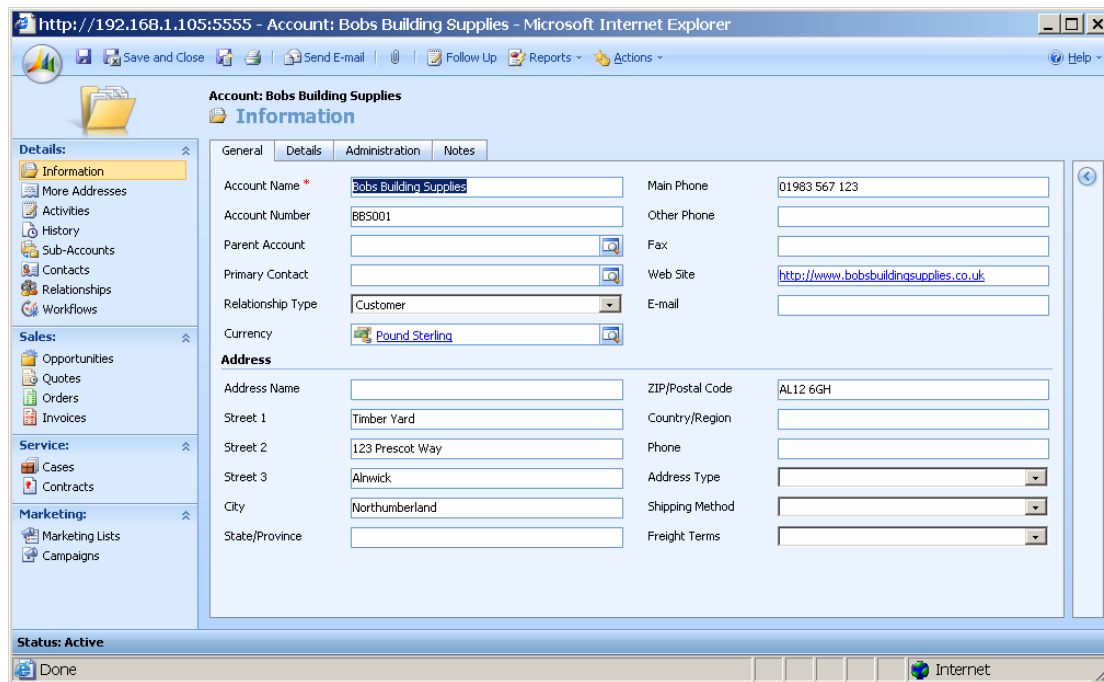 http://192.168.1.105:5555 - Account: Bobs Building Supplies - Microsoft Internet Explorer
Save and Close Send E-mail Follow Up Reports Actions Help
Account: Bobs Building Supplies
Information
Details:
Information
More Addresses
Activities
History
Sub-Accounts
Contacts
Relationships
Workflows
Sales:
Opportunities
Quotes
Orders
Invoices
Service:
Cases
Contracts
Marketing:
Marketing Lists
Campaigns
General Details Administration Notes
Account Name * Bobs Building Supplies Main Phone 01983 567 123
Account Number BBS001 Other Phone
Parent Account Fax
Primary Contact Web Site http://www.bobsbuildingsupplies.co.uk
Relationship Type Customer E-mail
Currency Pound Sterling
Address
Address Name ZIP/Postal Code AL12 6GH
Street 1 Timber Yard Country/Region
Street 2 123 Prescot Way Phone
Street 3 Alnwick Address Type
City Northumberland Shipping Method
State/Province Freight Terms
Status: Active
Done Internet